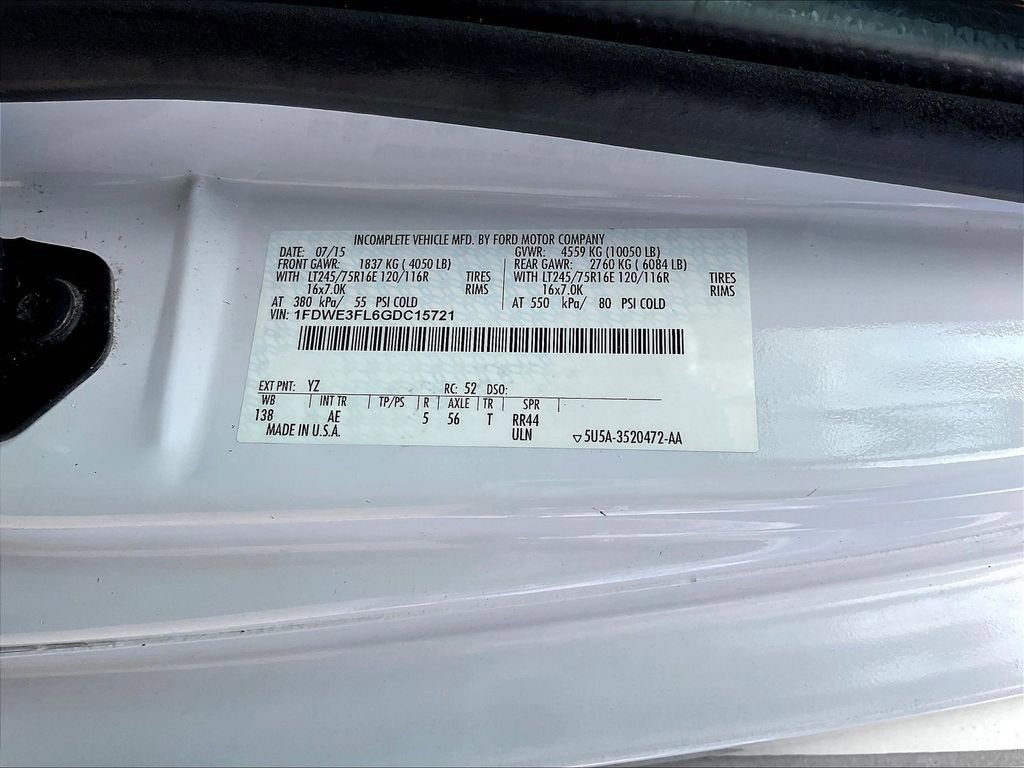 INCOMPLETE VEHICLE MFD. BY FORD MOTOR COMPANY
DATE: 07/15 GVWR: 4559 KG (10050 LB)
FRONT GAWR: 1837 KG ( 4050 LB) REAR GAWR: 2760 KG ( 6084 LB)
WITH LT245/75R16E 120/116R TIRES WITH LT245/75R16E 120/116R TIRES
16x7.0K RIMS 16x7.0K RIMS
AT 380 kPa/ 55 PSI COLD AT 550 kPa/ 80 PSI COLD
VIN: 1FDWE3FL6GDC15721
EXT PNT: YZ RC: 52 DSO:
WB | INT TR | TP/PS | R | AXLE | TR | SPR |
138 AE 5 56 T RR44
MADE IN U.S.A. ULN ▽5U5A-3520472-AA